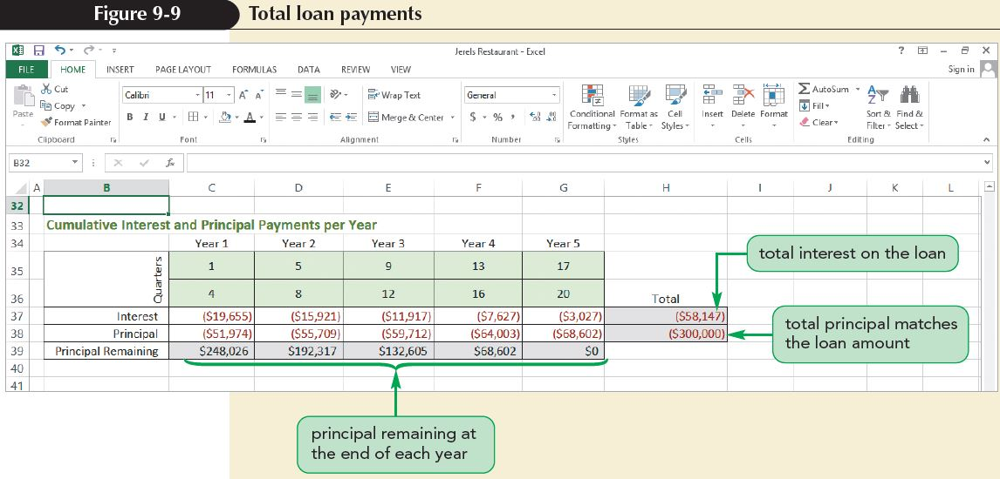 Figure 9-9 Total loan payments
Jerels Restaurant - Excel ?
FILE HOME INSERT PAGE LAYOUT FORMULAS DATA REVIEW VIEW Sign in
Paste Cut
Copy
Format Painter
Clipboard
Calibri 11 A A
B I U A
Font
Wrap Text
Merge & Center
Alignment
General
$ % ,
Number
Conditional Formatting Format as Table Cell Styles
Styles
Insert Delete Format
Cells
AutoSum
Fill
Clear
Sort & Filter Find & Select
Editing
B32 fx
A B C D E F G H I J K L
32
33 Cumulative Interest and Principal Payments per Year
34 Year 1 Year 2 Year 3 Year 4 Year 5
Quarters
35 1 5 9 13 17
36 4 8 12 16 20 Total
37 Interest ($19,655) ($15,921) ($11,917) ($7,627) ($3,027) ($58,147)
38 Principal ($51,974) ($55,709) ($59,712) ($64,003) ($68,602) ($300,000)
39 Principal Remaining $248,026 $192,317 $132,605 $68,602 $0
40
41
total interest on the loan
total principal matches
the loan amount
principal remaining at
the end of each year